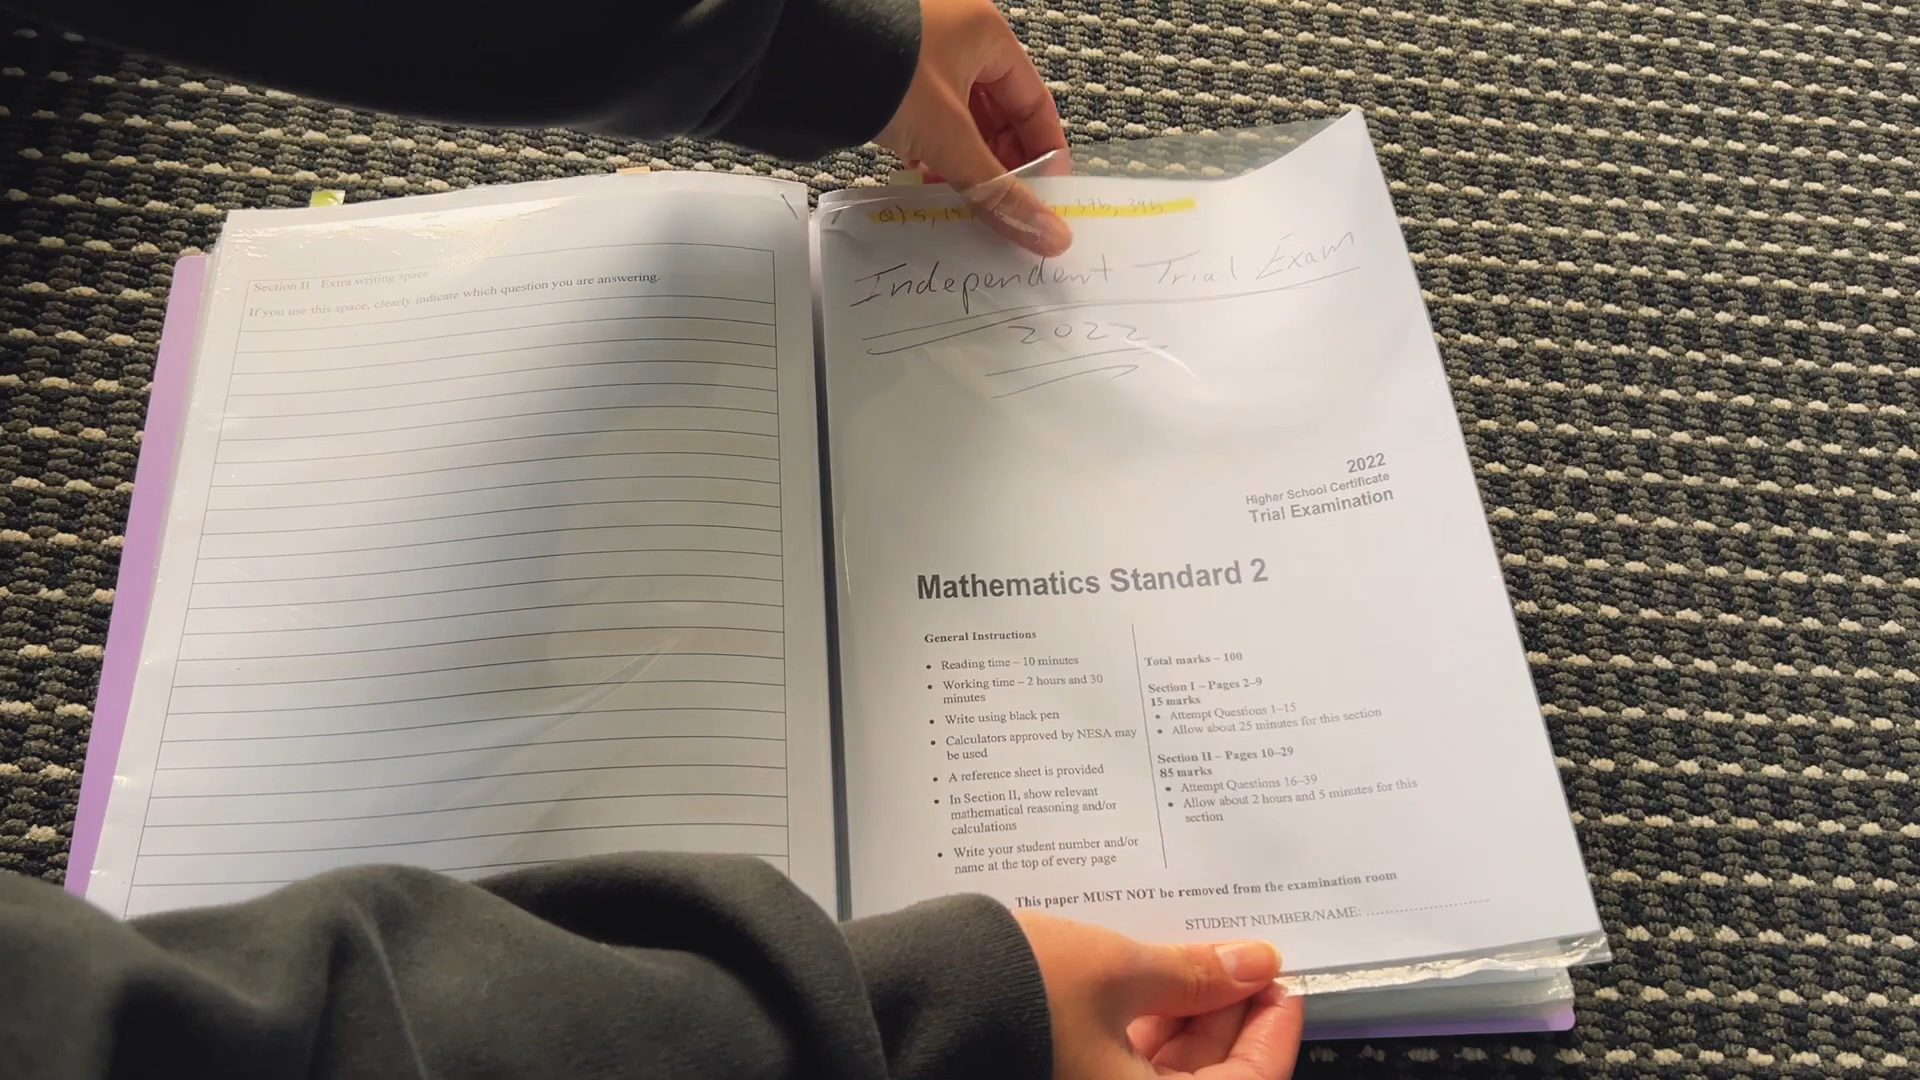 Section II Extra writing space
If you use this space, clearly indicate which question you are answering.
Q) 5, 37b, 39b
Independent Trial Exam
2022
2022
Higher School Certificate
Trial Examination
Mathematics Standard 2
General Instructions
• Reading time – 10 minutes
• Working time – 2 hours and 30
minutes
• Write using black pen
• Calculators approved by NESA may
be used
• A reference sheet is provided
• In Section II, show relevant
mathematical reasoning and/or
calculations
• Write your student number and/or
name at the top of every page
Total marks – 100
Section I – Pages 2–9
15 marks
• Attempt Questions 1–15
• Allow about 25 minutes for this section
Section II – Pages 10–29
85 marks
• Attempt Questions 16–39
• Allow about 2 hours and 5 minutes for this
section
This paper MUST NOT be removed from the examination room
STUDENT NUMBER/NAME: ........................